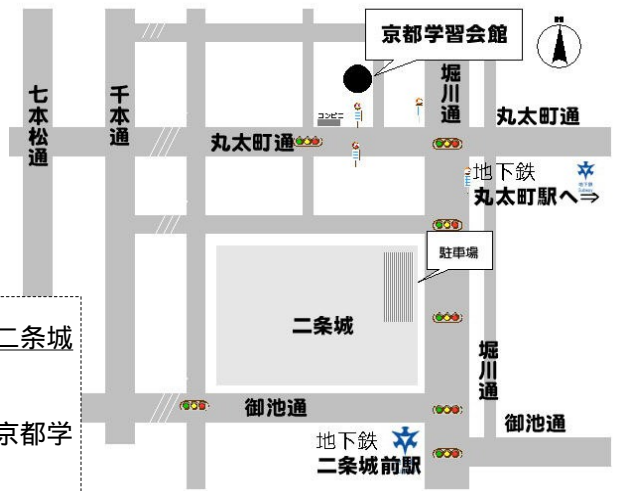 京都学習会館
七本松通
千本通
堀川通
コンビニ
丸太町通
丸太町通
地下鉄
丸太町駅へ⇒
駐車場
二条城
二条城
堀川通
御池通
京都学
御池通
地下鉄
二条城前駅